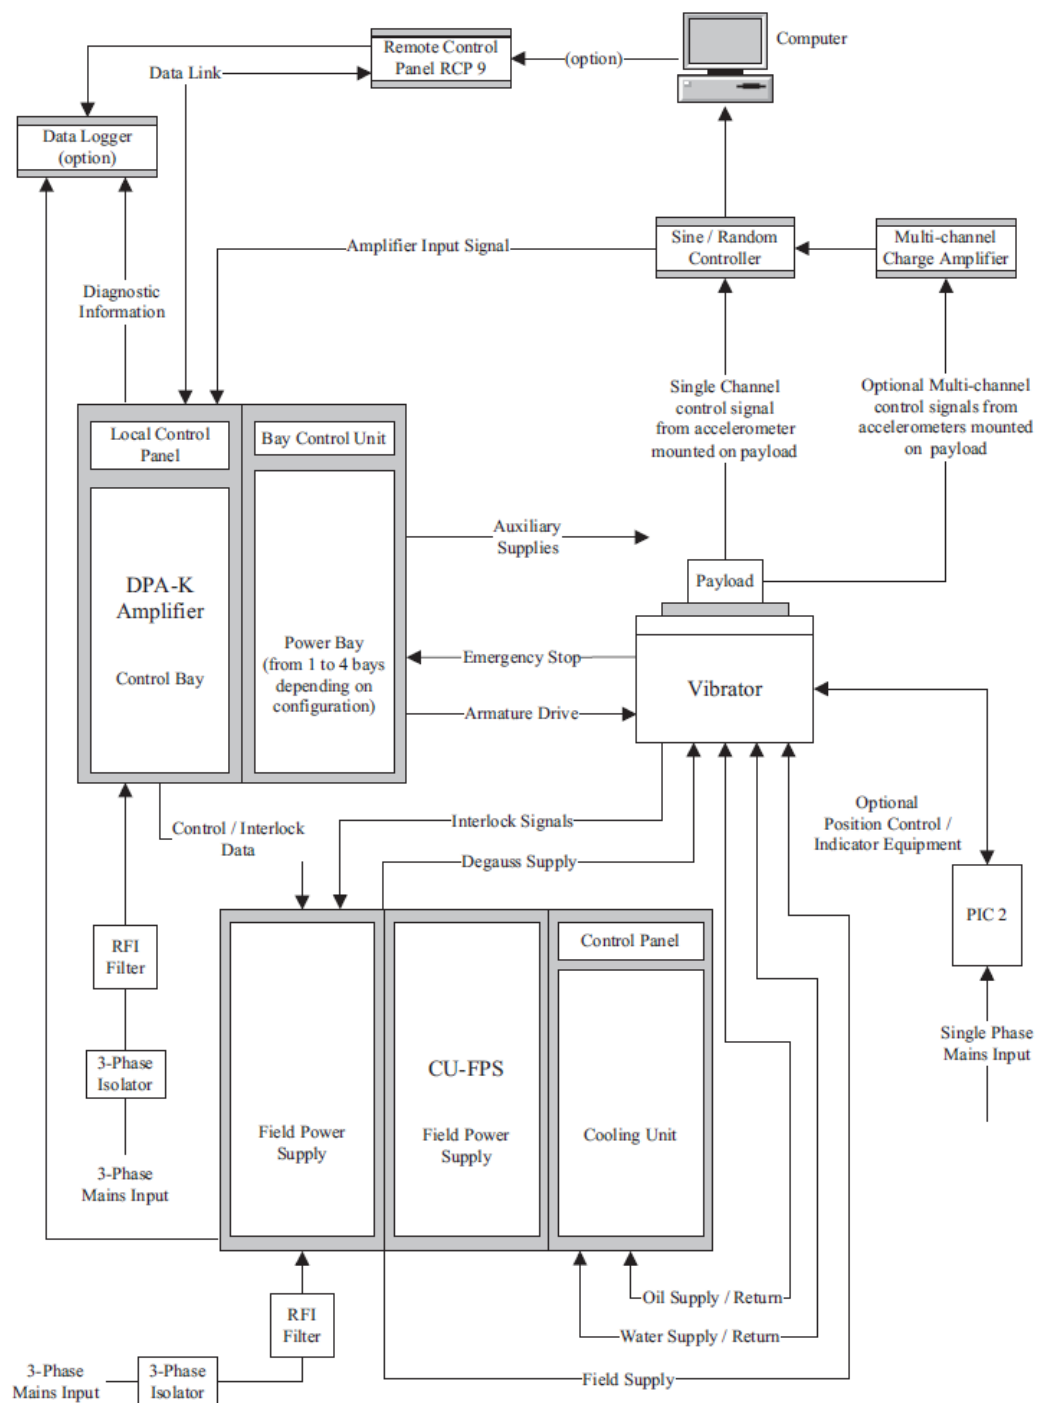 Remote Control
Panel RCP 9
(option)
Computer
Data Link
Data Logger
(option)
Amplifier Input Signal
Sine / Random
Controller
Multi-channel
Charge Amplifier
Diagnostic
Information
Single Channel
control signal
from accelerometer
mounted on payload
Optional Multi-channel
control signals from
accelerometers mounted
on payload
Local Control
Panel
Bay Control Unit
DPA-K
Amplifier
Control Bay
Power Bay
(from 1 to 4 bays
depending on
configuration)
Auxiliary
Supplies
Payload
Emergency Stop
Vibrator
Armature Drive
Control / Interlock
Data
Interlock Signals
Degauss Supply
Optional
Position Control /
Indicator Equipment
PIC 2
Single Phase
Mains Input
RFI
Filter
3-Phase
Isolator
3-Phase
Mains Input
Field Power
Supply
CU-FPS
Field Power
Supply
Control Panel
Cooling Unit
Oil Supply / Return
Water Supply / Return
Field Supply
RFI
Filter
3-Phase
Mains Input
3-Phase
Isolator